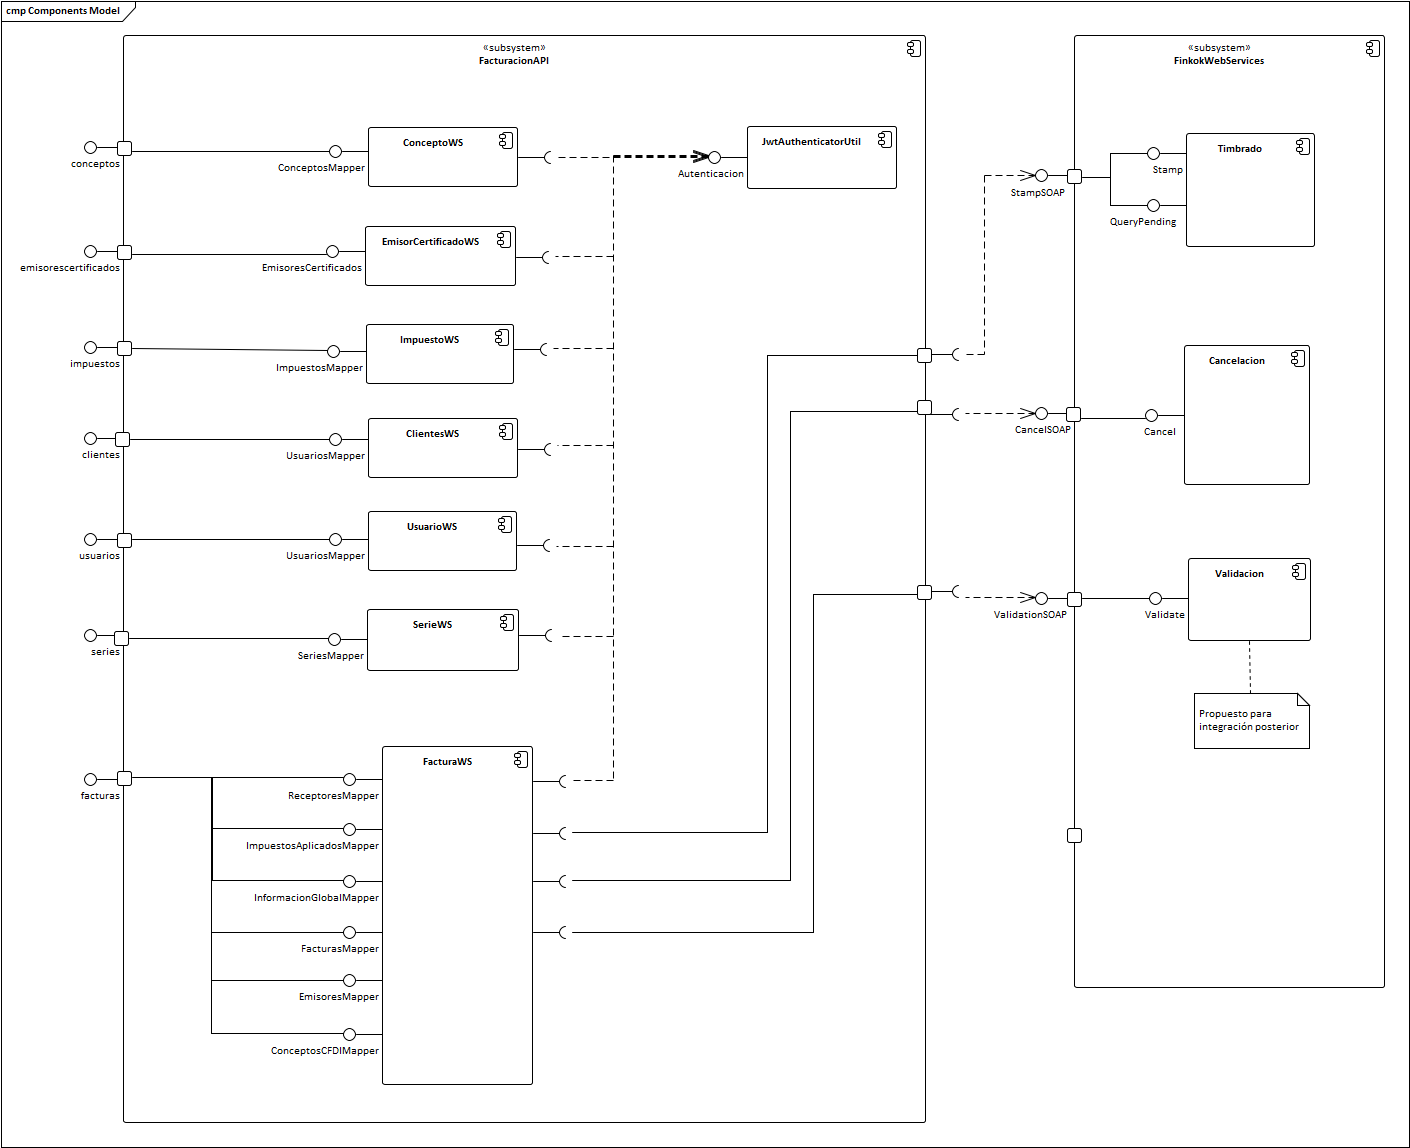 cmp Components Model
«subsystem»
FacturacionAPI
«subsystem»
FinkokWebServices
conceptos
ConceptosMapper
ConceptoWS
Autenticacion
JwtAuthenticatorUtil
StampSOAP
Stamp
QueryPending
Timbrado
emisorescertificados
EmisoresCertificados
EmisorCertificadoWS
impuestos
ImpuestosMapper
ImpuestoWS
Cancelacion
CancelSOAP
Cancel
clientes
UsuariosMapper
ClientesWS
usuarios
UsuariosMapper
UsuarioWS
Validacion
ValidationSOAP
Validate
series
SeriesMapper
SerieWS
Propuesto para
integración posterior
facturas
FacturaWS
ReceptoresMapper
ImpuestosAplicadosMapper
InformacionGlobalMapper
FacturasMapper
EmisoresMapper
ConceptosCFDIMapper